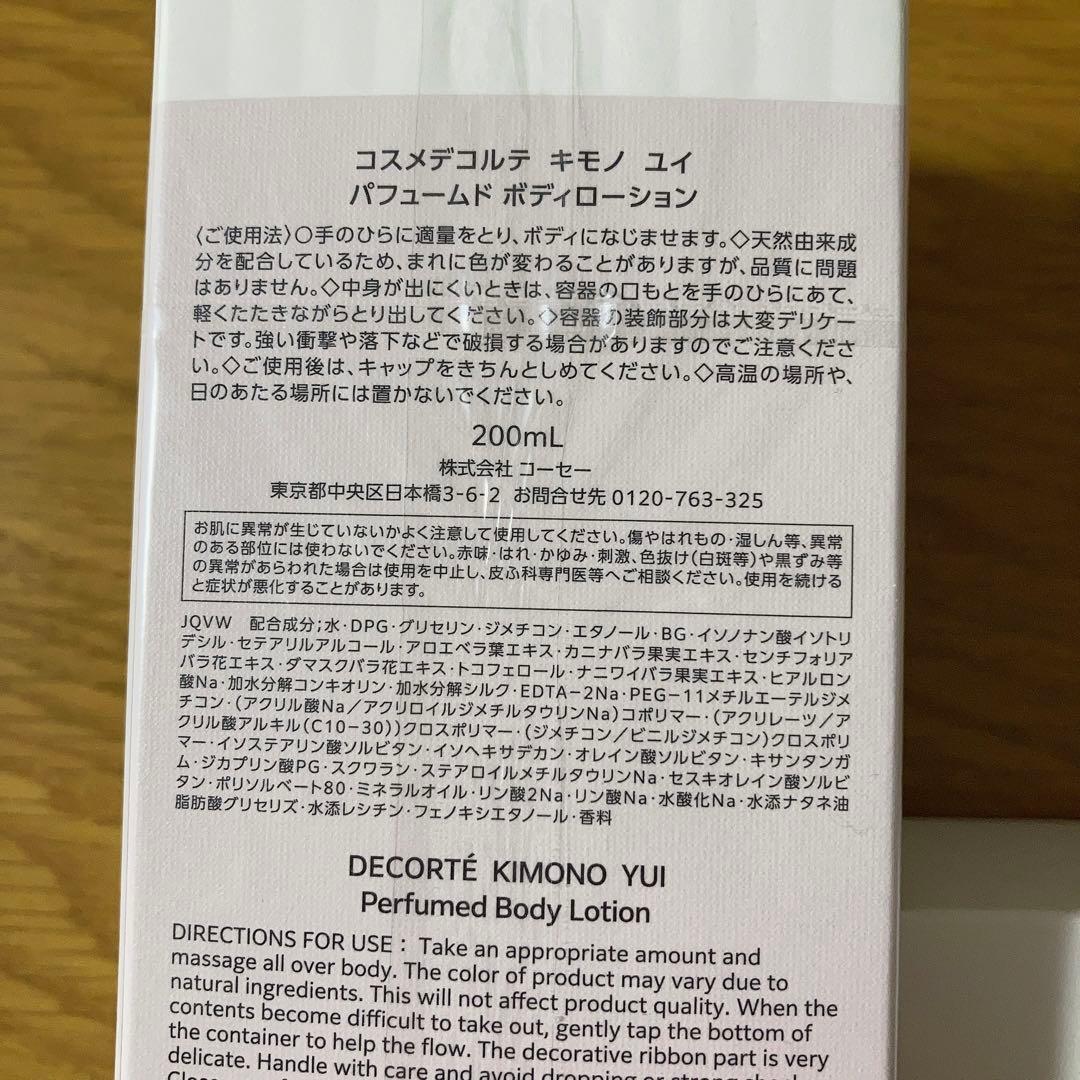 コスメデコルテ キモノ ユイ
パフュームド ボディローション
〈ご使用法〉○手のひらに適量をとり、ボディになじませます。◇天然由来成
分を配合しているため、まれに色が変わることがありますが、品質に問題
はありません。◇中身が出にくいときは、容器の口もとを手のひらにあて、
軽くたたきながらとり出してください。◇容器の装飾部分は大変デリケー
トです。強い衝撃や落下などで破損する場合がありますのでご注意くださ
い。◇ご使用後は、キャップをきちんとしめてください。◇高温の場所や、
日のあたる場所には置かないでください。
200mL
株式会社 コーセー
東京都中央区日本橋3-6-2 お問合せ先 0120-763-325
お肌に異常が生じていないかよく注意して使用してください。傷やはれもの・湿しん等、異常
のある部位には使わないでください。赤味・はれ・かゆみ・刺激、色抜け(白斑等)や黒ずみ等
の異常があらわれた場合は使用を中止し、皮ふ科専門医等へご相談ください。使用を続ける
と症状が悪化することがあります。
JQVW 配合成分;水・DPG・グリセリン・ジメチコン・エタノール・BG・イソノナン酸イソトリ
デシル・セテアリルアルコール・アロエベラ葉エキス・カニナバラ果実エキス・センチフォリア
バラ花エキス・ダマスクバラ花エキス・トコフェロール・ナニワイバラ果実エキス・ヒアルロン
酸Na・加水分解コンキオリン・加水分解シルク・EDTA-2Na・PEG-11メチルエーテルジメ
チコン・(アクリル酸Na/アクリロイルジメチルタウリンNa)コポリマー・(アクリレーツ/ア
クリル酸アルキル(C10-30))クロスポリマー・(ジメチコン/ビニルジメチコン)クロスポリ
マー・イソステアリン酸ソルビタン・イソヘキサデカン・オレイン酸ソルビタン・キサンタンガ
ム・ジカプリン酸PG・スクワラン・ステアロイルメチルタウリンNa・セスキオレイン酸ソルビ
タン・ポリソルベート80・ミネラルオイル・リン酸2Na・リン酸Na・水酸化Na・水添ナタネ油
脂肪酸グリセリズ・水添レシチン・フェノキシエタノール・香料
DECORTÉ KIMONO YUI
Perfumed Body Lotion
DIRECTIONS FOR USE : Take an appropriate amount and
massage all over body. The color of product may vary due to
natural ingredients. This will not affect product quality. When the
contents become difficult to take out, gently tap the bottom of
the container to help the flow. The decorative ribbon part is very
delicate. Handle with care and avoid dropping or strong